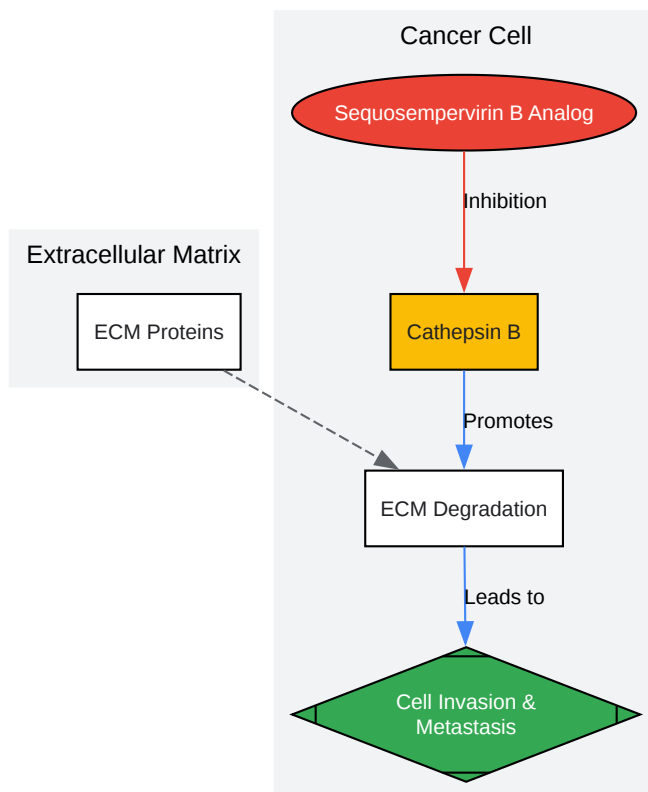 Cancer Cell
Sequosempervirin B Analog
Inhibition
Extracellular Matrix
ECM Proteins
Cathepsin B
Promotes
ECM Degradation
Leads to
Cell Invasion &
Metastasis